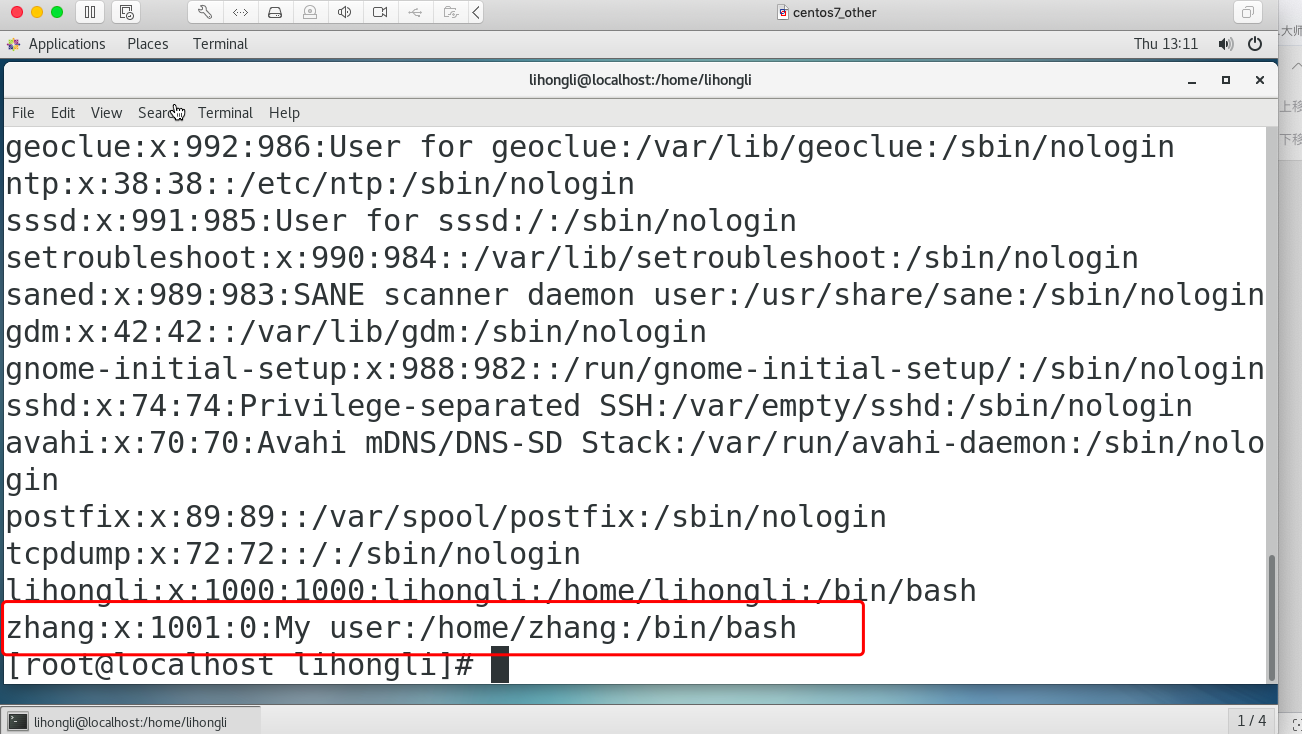 centos7_other
大师
Applications Places Terminal Thu 13:11
lihongli@localhost:/home/lihongli
File Edit View Search Terminal Help
上移
下移
geoclue:x:992:986:User for geoclue:/var/lib/geoclue:/sbin/nologin
ntp:x:38:38::/etc/ntp:/sbin/nologin
sssd:x:991:985:User for sssd:/:/sbin/nologin
setroubleshoot:x:990:984::/var/lib/setroubleshoot:/sbin/nologin
saned:x:989:983:SANE scanner daemon user:/usr/share/sane:/sbin/nologin
gdm:x:42:42::/var/lib/gdm:/sbin/nologin
gnome-initial-setup:x:988:982::/run/gnome-initial-setup/:/sbin/nologin
sshd:x:74:74:Privilege-separated SSH:/var/empty/sshd:/sbin/nologin
avahi:x:70:70:Avahi mDNS/DNS-SD Stack:/var/run/avahi-daemon:/sbin/nolo
gin
postfix:x:89:89::/var/spool/postfix:/sbin/nologin
tcpdump:x:72:72::/:/sbin/nologin
lihongli:x:1000:1000:lihongli:/home/lihongli:/bin/bash
zhang:x:1001:0:My user:/home/zhang:/bin/bash
[root@localhost lihongli]#
lihongli@localhost:/home/lihongli
1 / 4